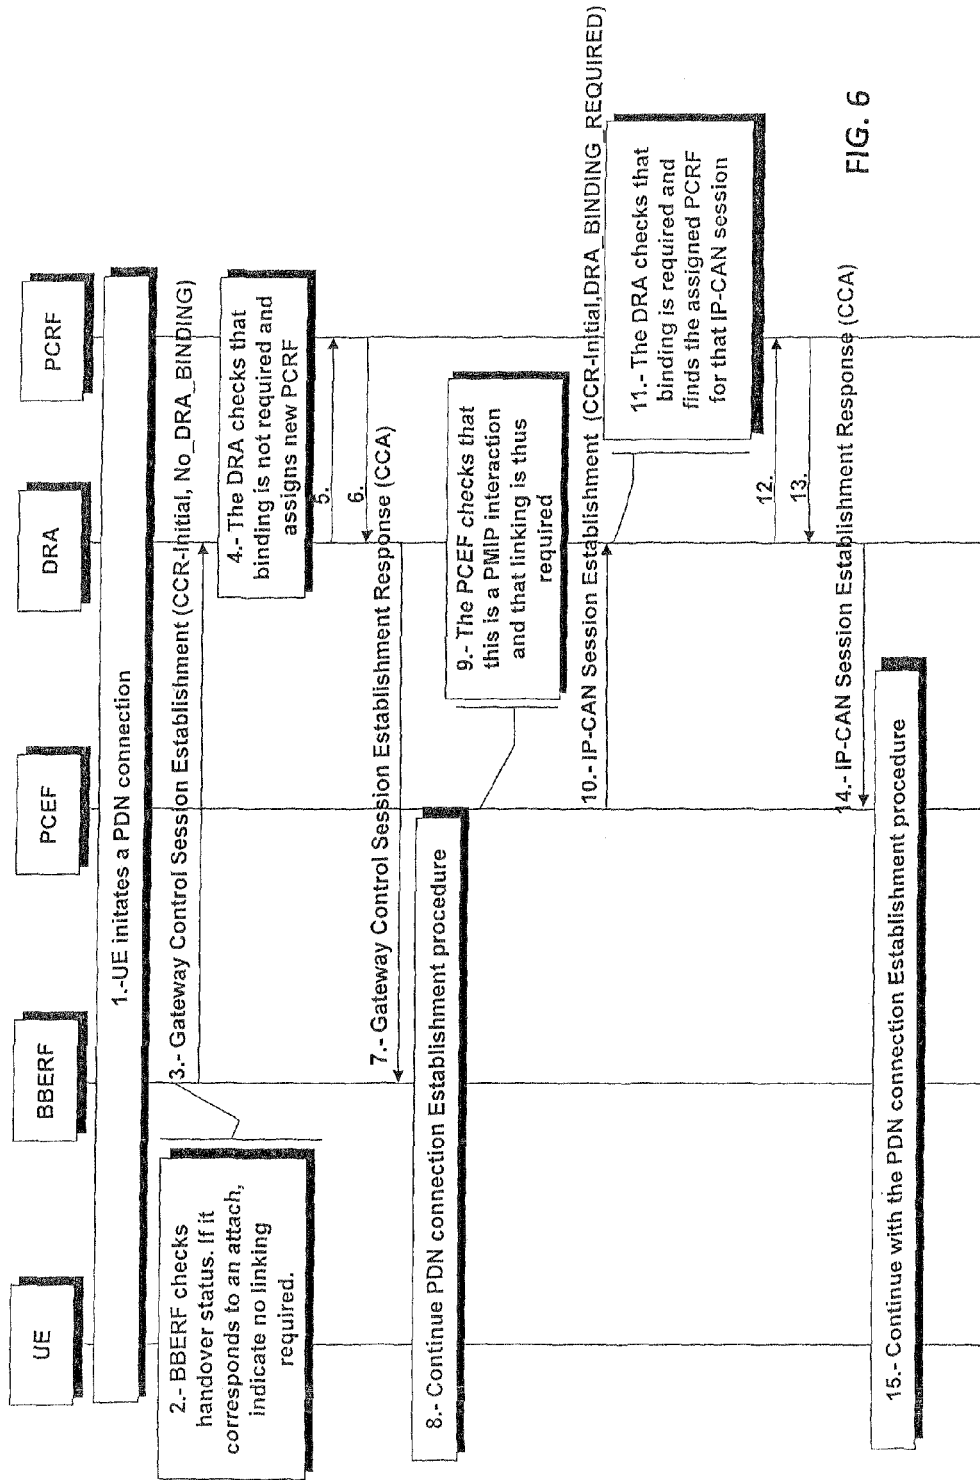 UE
BBERF
PCEF
DRA
PCRF
1.-UE initates a PDN connection
2.- BBERF checks
handover status. If it
corresponds to an attach,
indicate no linking
required.
3.- Gateway Control Session Establishment (CCR-Initial, No_DRA_BINDING)
4.- The DRA checks that
binding is not required and
assigns new PCRF
5.
6.
7.- Gateway Control Session Establishment Response (CCA)
8.- Continue PDN connection Establishment procedure
9.- The PCEF checks that
this is a PMIP interaction
and that linking is thus
required
10.- IP-CAN Session Establishment (CCR-Initial,DRA_BINDING_REQUIRED)
11.- The DRA checks that
binding is required and
finds the assigned PCRF
for that IP-CAN session
12.
13.
14.- IP-CAN Session Establishment Response (CCA)
15.- Continue with the PDN connection Establishment procedure
FIG. 6